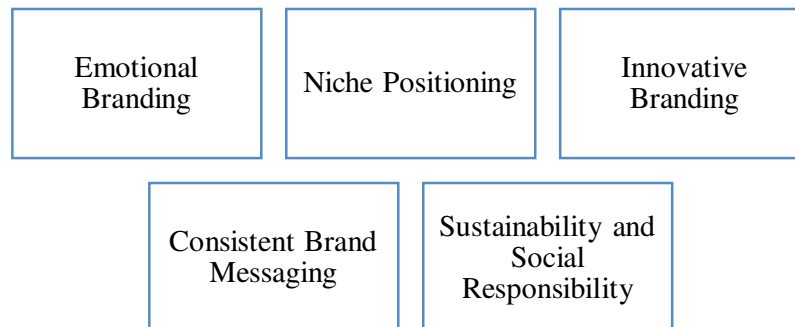 Emotional
Branding
Niche Positioning
Innovative
Branding
Consistent Brand
Messaging
Sustainability and
Social
Responsibility